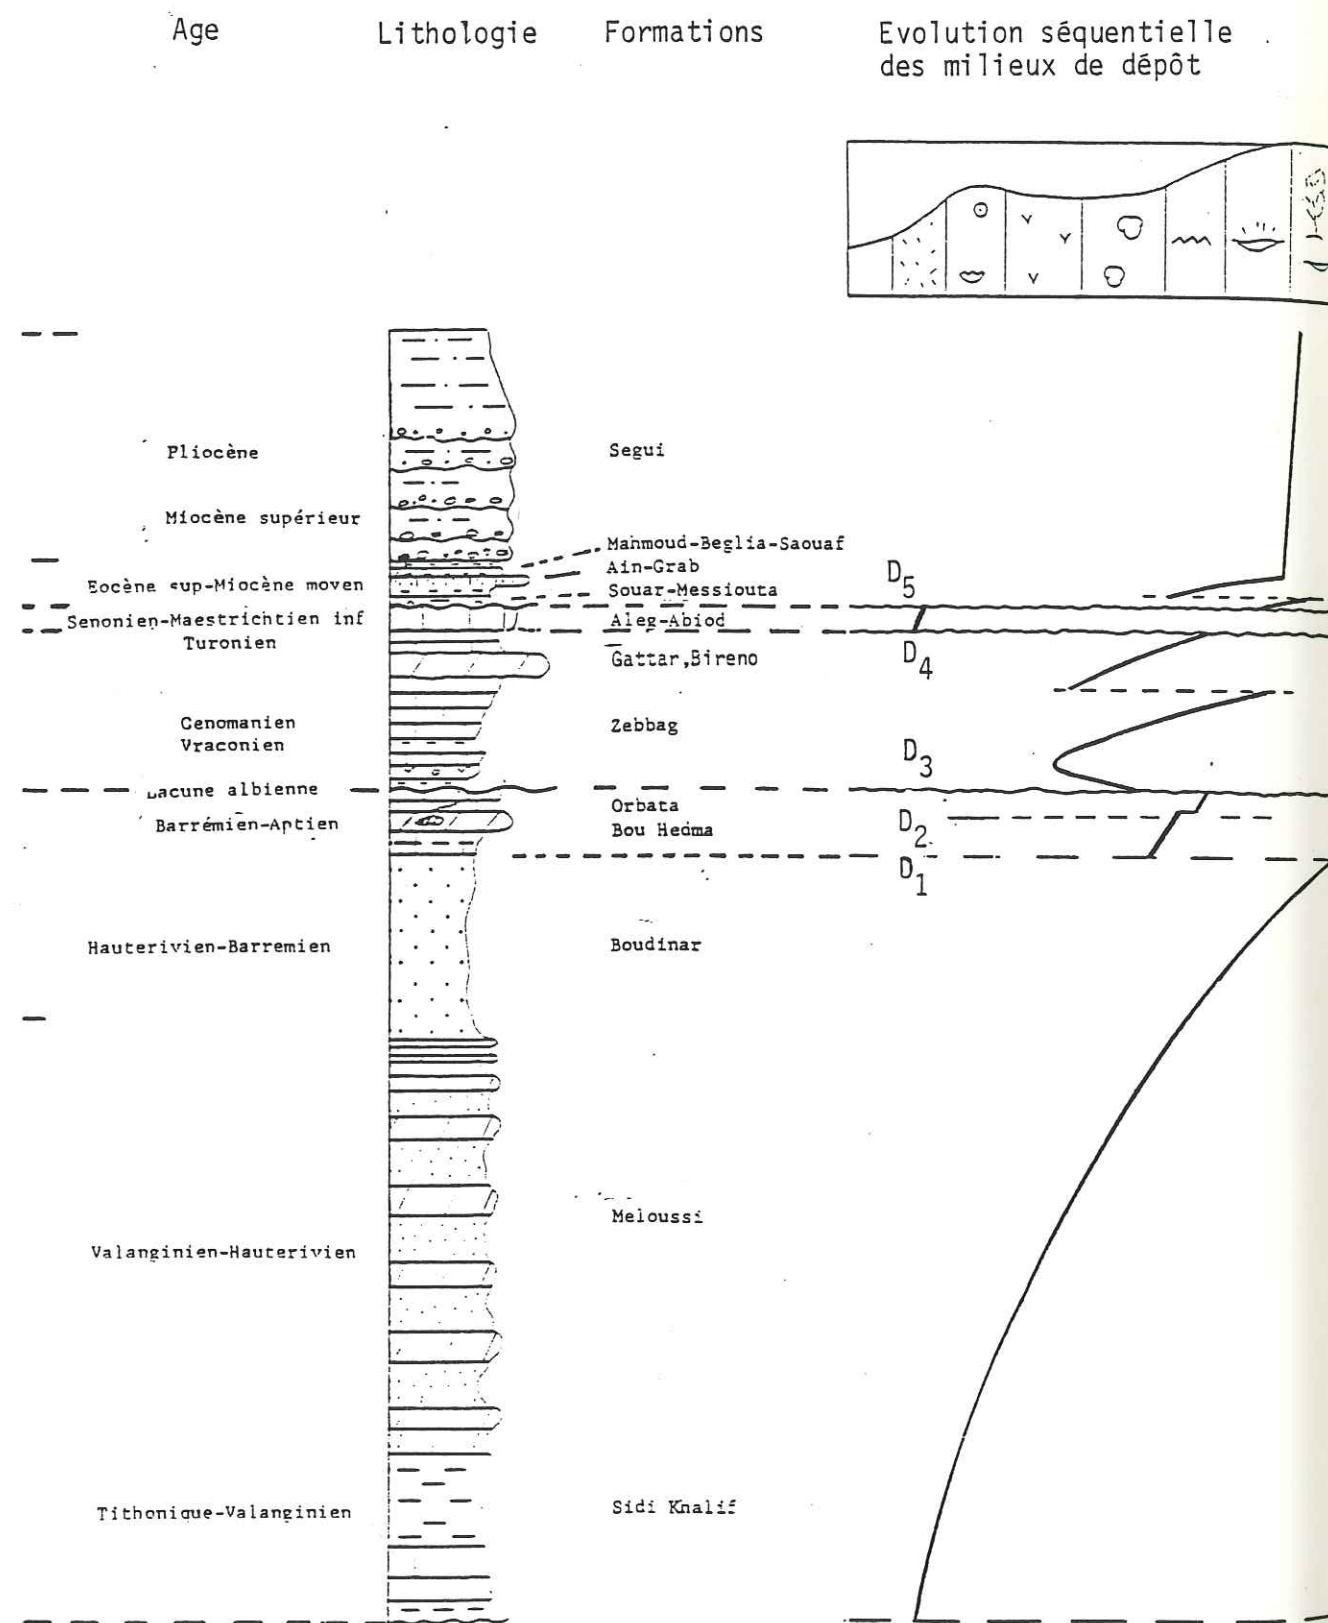 Age Lithologie Formations Evolution séquentielle
des milieux de dépôt
Pliocène Segui
Miocène supérieur
Mahmoud-Beglia-Saouaf
Ain-Grab
D5
Eocène sup-Miocène moyen
Souar-Messiouta
Senonien-Maestrichtien inf Aleg-Abiod
Turonien
Gattar,Bireno D4
Cenomanien Zebbag
Vraconien
D3
Lacune albienne
Orbata
Barrémien-Aptien Bou Hedma D2
D1
Hauterivien-Barremien Boudinar
Meloussi
Valanginien-Hauterivien
Tithonique-Valanginien Sidi Khalif